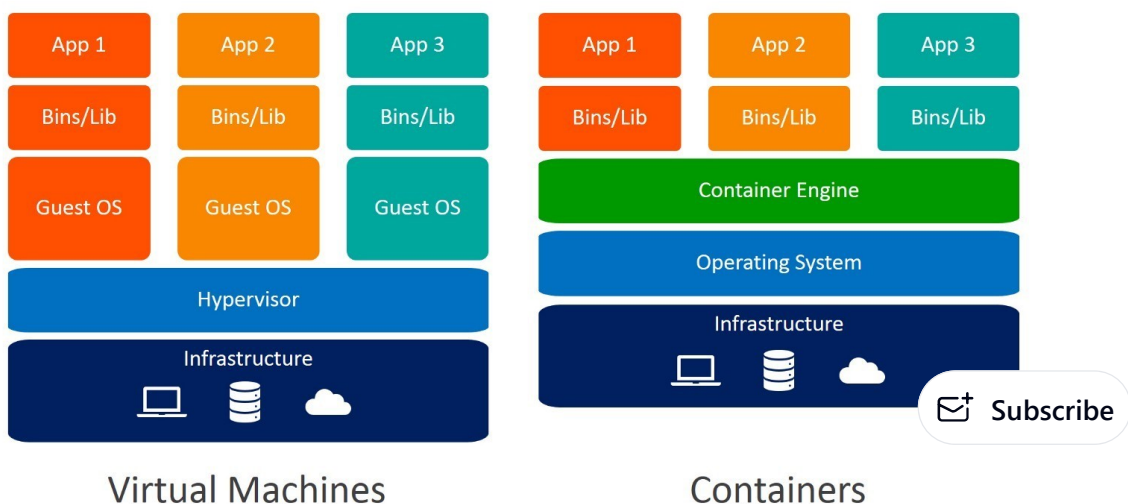 App 1
App 2
App 3
Bins/Lib
Bins/Lib
Bins/Lib
Guest OS
Guest OS
Guest OS
Hypervisor
Infrastructure
Virtual Machines
App 1
App 2
App 3
Bins/Lib
Bins/Lib
Bins/Lib
Container Engine
Operating System
Infrastructure
Containers
Subscribe